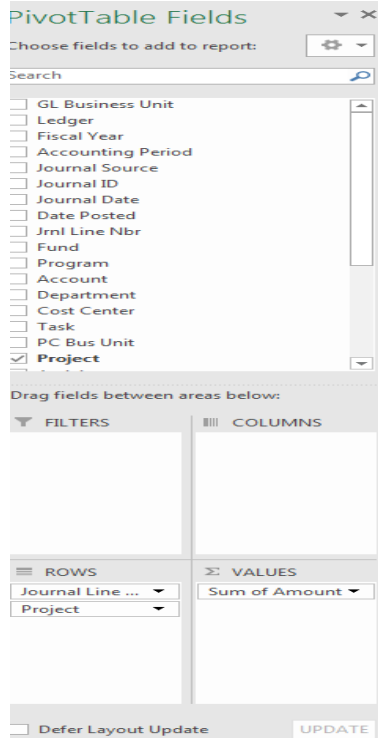 PivotTable Fields
Choose fields to add to report:
Search
GL Business Unit
Ledger
Fiscal Year
Accounting Period
Journal Source
Journal ID
Journal Date
Date Posted
Jrnl Line Nbr
Fund
Program
Account
Department
Cost Center
Task
PC Bus Unit
Project
Drag fields between areas below:
FILTERS
COLUMNS
ROWS
Journal Line ...
Project
Σ VALUES
Sum of Amount
Defer Layout Update
UPDATE